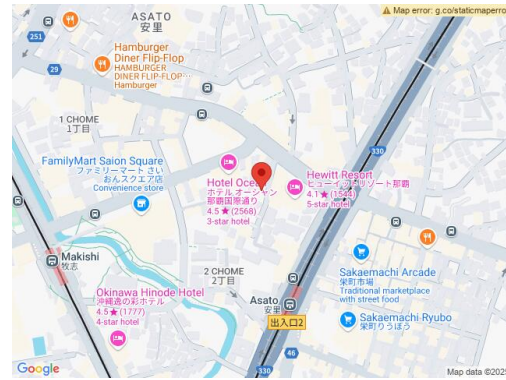 ASATO
安里
Map error: g.co/staticmaperro
251
29
Hamburger
Diner Flip-Flop
HAMBURGER
DINER FLIP-FLOP…
Hamburger
1 CHOME
1丁目
330
FamilyMart Saion Square
ファミリーマート さい
おんスクエア店
Convenience store
Hotel Ocean
ホテル オーシャン
那覇国際通り
4.5★(2568)
3-star hotel
Hewitt Resort
ヒューイットリゾート那覇
4.1★(1544)
5-star hotel
330
Makishi
牧志
2 CHOME
2丁目
Okinawa Hinode Hotel
沖縄逸の彩ホテル
4.5★(1777)
4-star hotel
Asato
安里
出入口2
Sakaemachi Arcade
栄町市場
Traditional marketplace
with street food
Sakaemachi Ryubo
栄町りうぼう
330
46
Google
Map data ©2025